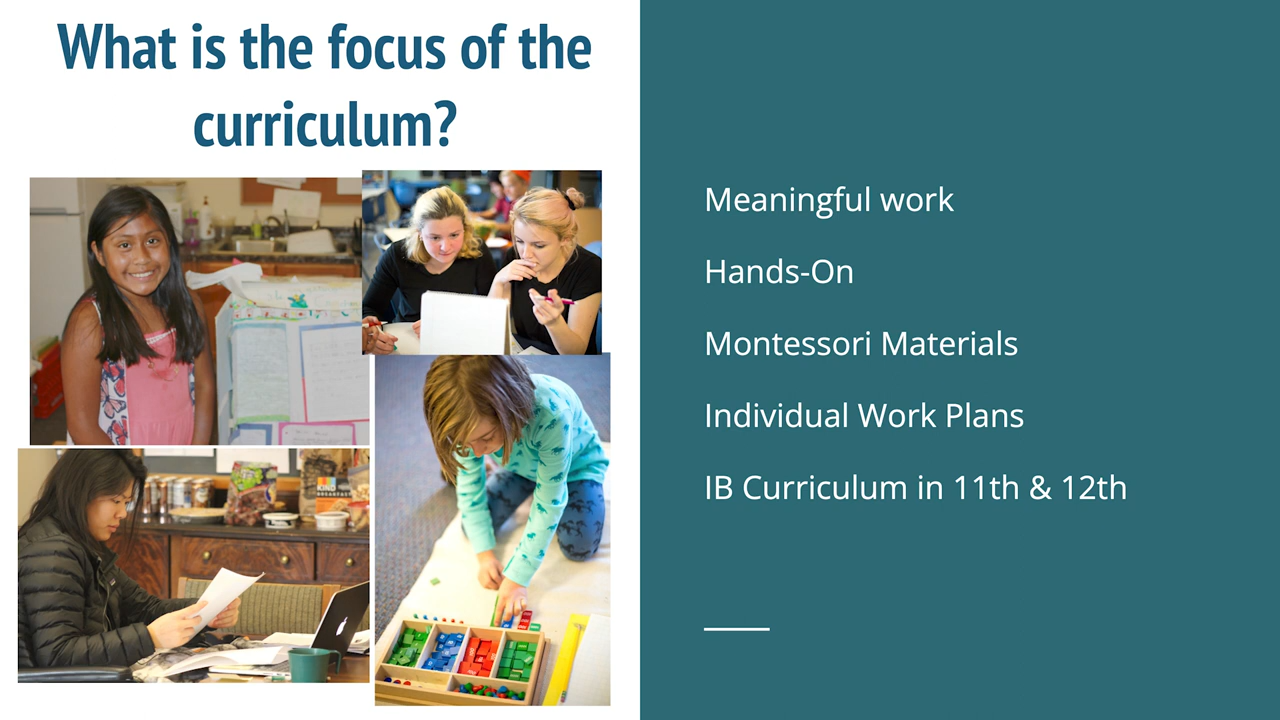 What is the focus of the
curriculum?
Meaningful work
Hands-On
Montessori Materials
Individual Work Plans
IB Curriculum in 11th & 12th
KIND